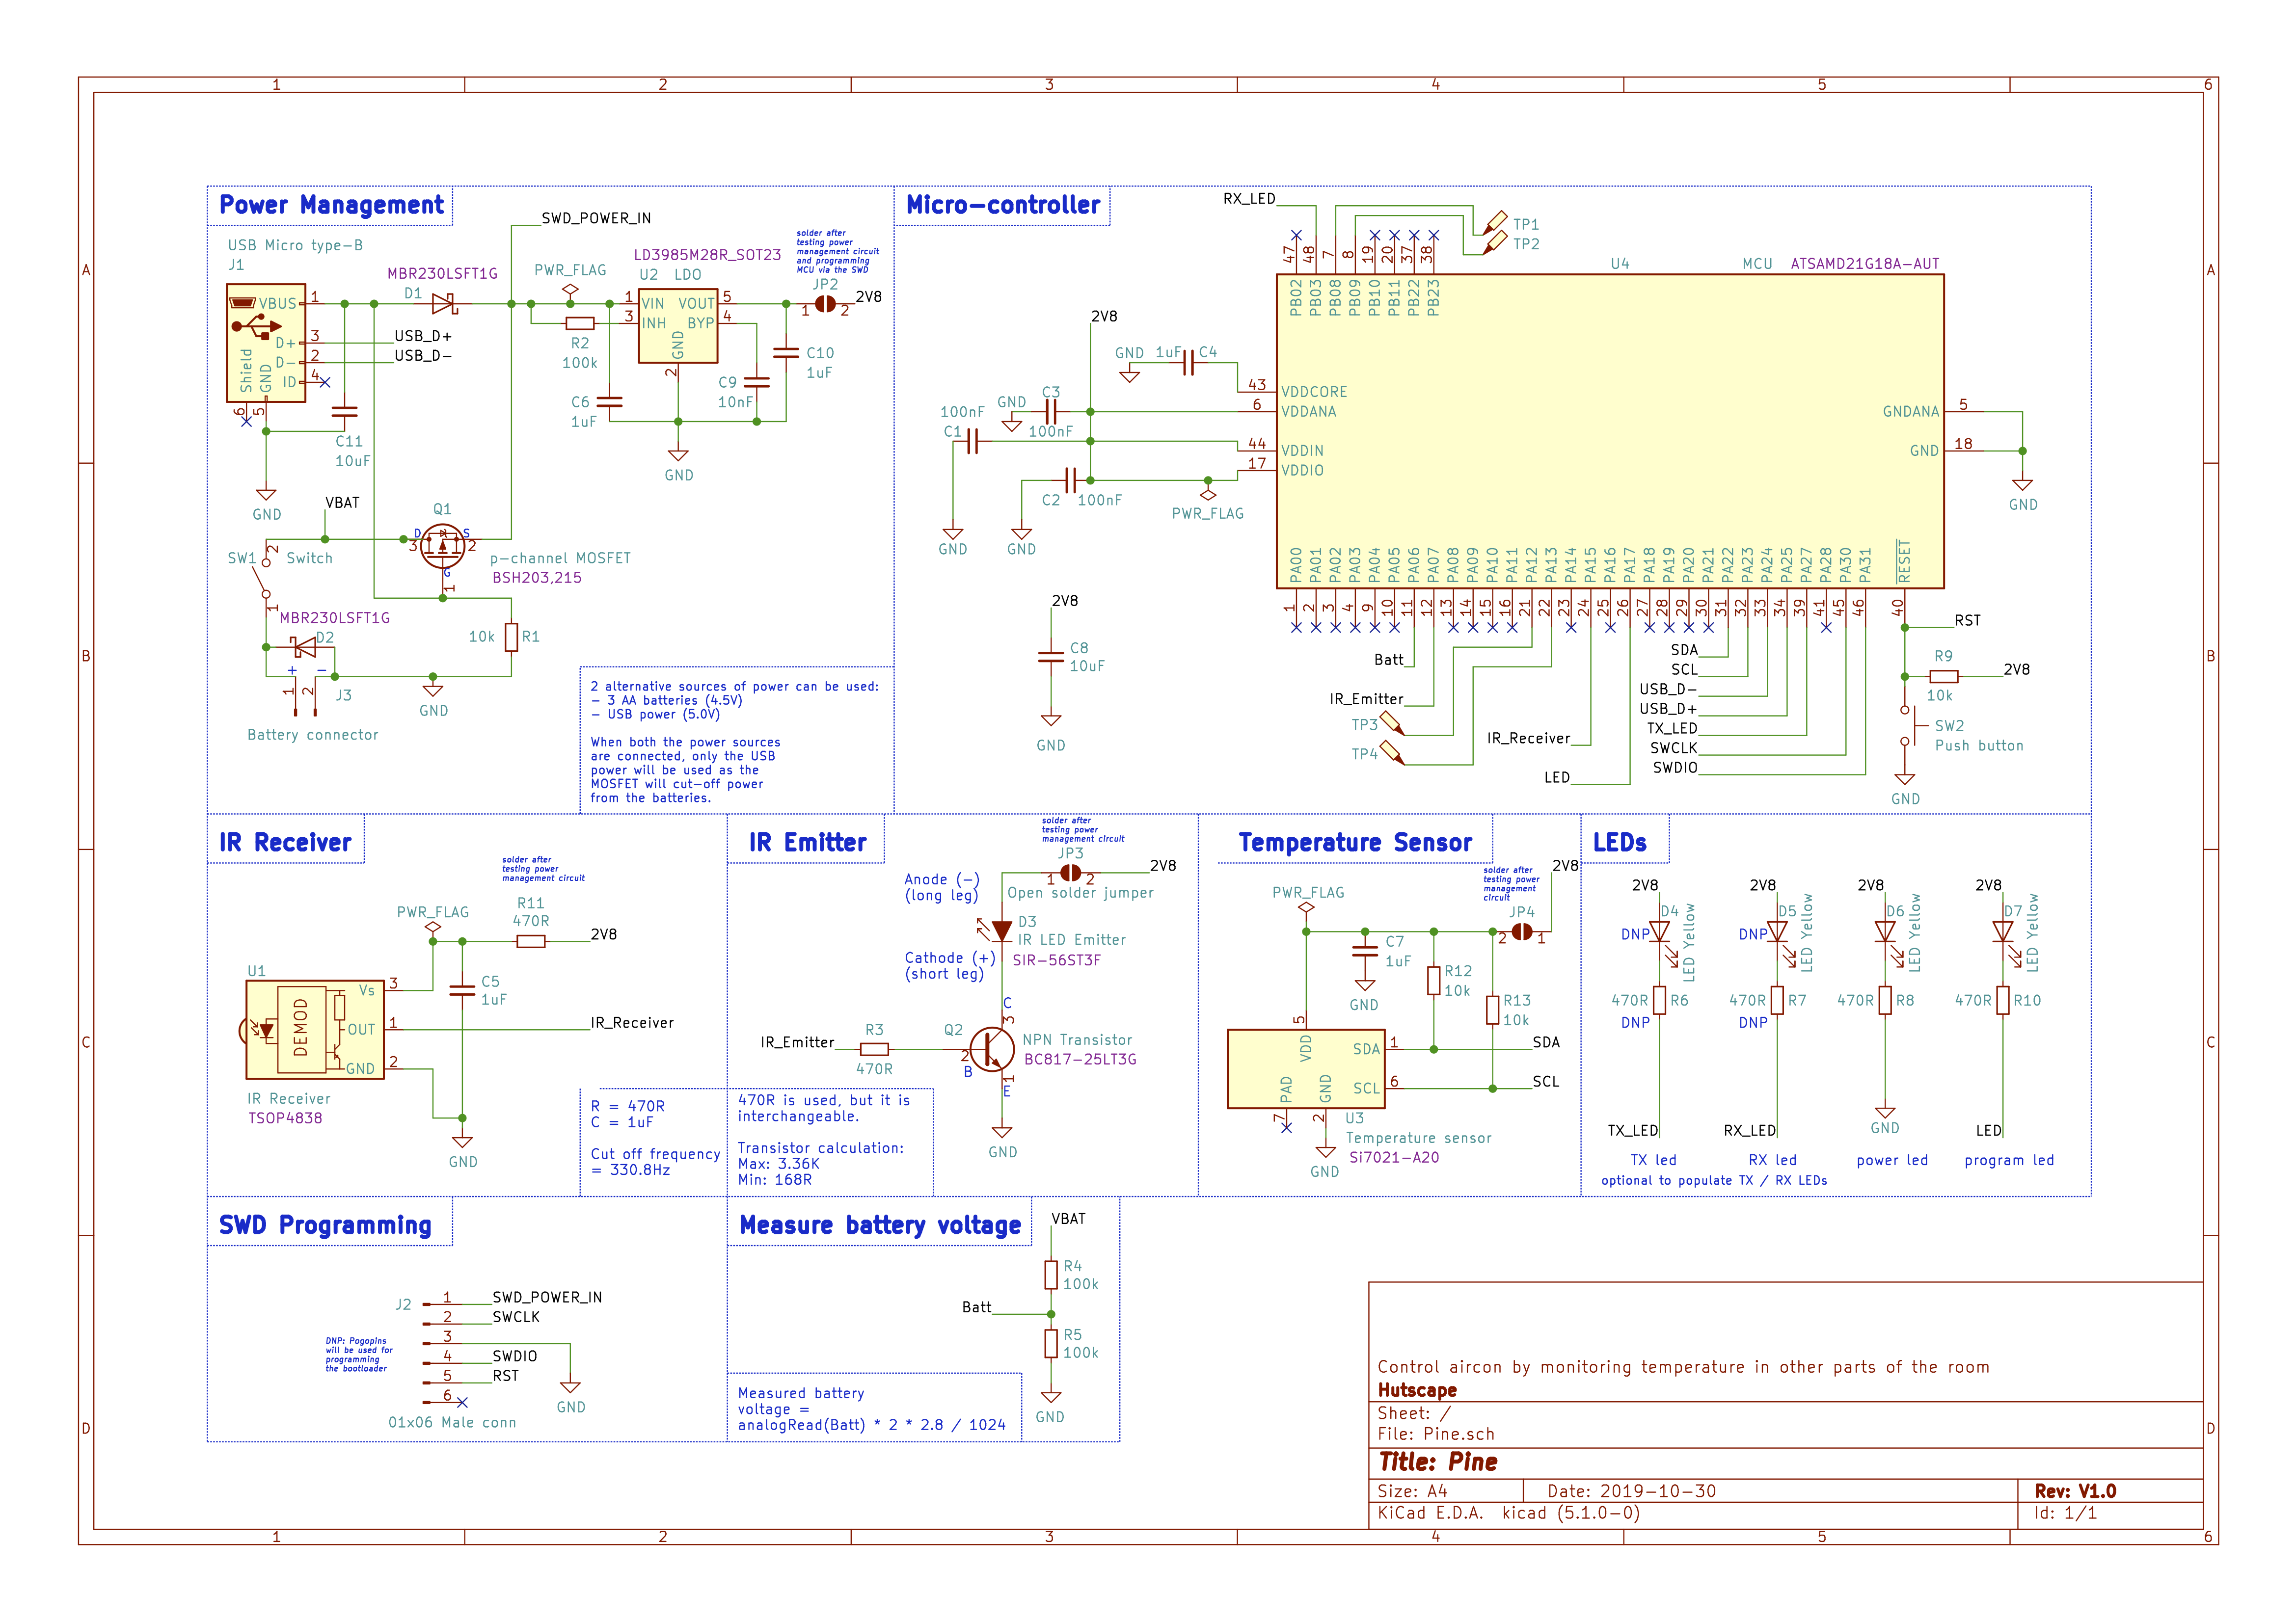 1 2 3 4 5 6
A
B
C
D
A
B
C
D
1 2 3 4 5 6
Power Management
USB Micro type-B
J1
VBUS 1
D+ 3
D- 2
ID 4
Shield
GND
6
5
C11
10uF
GND
USB_D+
USB_D-
MBR230LSFT1G
D1
SWD_POWER_IN
PWR_FLAG
R2
100k
C6
1uF
LD3985M28R_SOT23
U2 LDO
1 VIN
3 INH
VOUT 5
BYP 4
GND
2
C9
10nF
C10
1uF
GND
solder after
testing power
management circuit
and programming
MCU via the SWD
JP2
1 2
2V8
VBAT
SW1 Switch
2
1
Q1
D S
3 2
G
1
p-channel MOSFET
BSH203,215
MBR230LSFT1G
D2
+ -
1
2
J3
Battery connector
GND
10k R1
2 alternative sources of power can be used:
- 3 AA batteries (4.5V)
- USB power (5.0V)
When both the power sources
are connected, only the USB
power will be used as the
MOSFET will cut-off power
from the batteries.
Micro-controller
RX_LED
TP1
TP2
47 48 7 8 19 20 37 38
PB02 PB03 PB08 PB09 PB10 PB11 PB22 PB23
U4 MCU ATSAMD21G18A-AUT
2V8
GND 1uF C4
43 VDDCORE
6 VDDANA
44 VDDIN
17 VDDIO
GND C3
100nF
100nF
C1
C2 100nF
PWR_FLAG
GND
GND
GNDANA 5
GND 18
GND
PA00 PA01 PA02 PA03 PA04 PA05 PA06 PA07 PA08 PA09 PA10 PA11 PA12 PA13 PA14 PA15 PA16 PA17 PA18 PA19 PA20 PA21 PA22 PA23 PA24 PA25 PA27 PA28 PA30 PA31 RESET
1 2 3 4 9 10 11 12 13 14 15 16 21 22 23 24 25 26 27 28 29 30 31 32 33 34 39 41 45 46 40
2V8
C8
10uF
GND
Batt
IR_Emitter
TP3
TP4
IR_Receiver
LED
SDA
SCL
USB_D-
USB_D+
TX_LED
SWCLK
SWDIO
RST
R9
10k
2V8
SW2
Push button
GND
IR Receiver
solder after
testing power
management circuit
PWR_FLAG
R11
470R
2V8
U1
DEMOD
Vs 3
OUT 1
GND 2
C5
1uF
IR_Receiver
IR Receiver
TSOP4838
GND
R = 470R
C = 1uF
Cut off frequency
= 330.8Hz
IR Emitter
solder after
testing power
management circuit
JP3
1 2
2V8
Open solder jumper
Anode (-)
(long leg)
D3
IR LED Emitter
SIR-56ST3F
Cathode (+)
(short leg)
IR_Emitter
R3
470R
Q2
C
3
2
B
1
E
NPN Transistor
BC817-25LT3G
GND
470R is used, but it is
interchangeable.
Transistor calculation:
Max: 3.36K
Min: 168R
Temperature Sensor
solder after
testing power
management
circuit
2V8
PWR_FLAG
JP4
2 1
C7
1uF
GND
R12
10k
R13
10k
5
VDD
SDA 1
SCL 6
PAD
GND
7
2
SDA
SCL
U3
Temperature sensor
Si7021-A20
GND
LEDs
2V8 2V8 2V8 2V8
D4 D5 D6 D7
DNP DNP
LED Yellow LED Yellow LED Yellow LED Yellow
470R R6 470R R7 470R R8 470R R10
DNP DNP
GND
TX_LED RX_LED LED
TX led RX led power led program led
optional to populate TX / RX LEDs
SWD Programming
J2
1 SWD_POWER_IN
2 SWCLK
3
4 SWDIO
5 RST
6
DNP: Pogopins
will be used for
programming
the bootloader
GND
01x06 Male conn
Measure battery voltage
VBAT
R4
100k
Batt
R5
100k
GND
Measured battery
voltage =
analogRead(Batt) * 2 * 2.8 / 1024
Control aircon by monitoring temperature in other parts of the room
Hutscape
Sheet: /
File: Pine.sch
Title: Pine
Size: A4 Date: 2019-10-30 Rev: V1.0
KiCad E.D.A. kicad (5.1.0-0) Id: 1/1